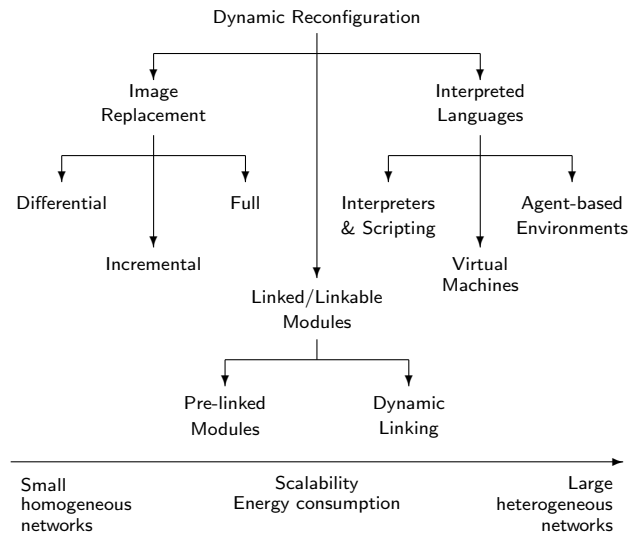 Dynamic Reconfiguration
Image
Replacement
Interpreted
Languages
Differential
Full
Incremental
Interpreters
& Scripting
Agent-based
Environments
Virtual
Machines
Linked/Linkable
Modules
Pre-linked
Modules
Dynamic
Linking
Small
homogeneous
networks
Scalability
Energy consumption
Large
heterogeneous
networks